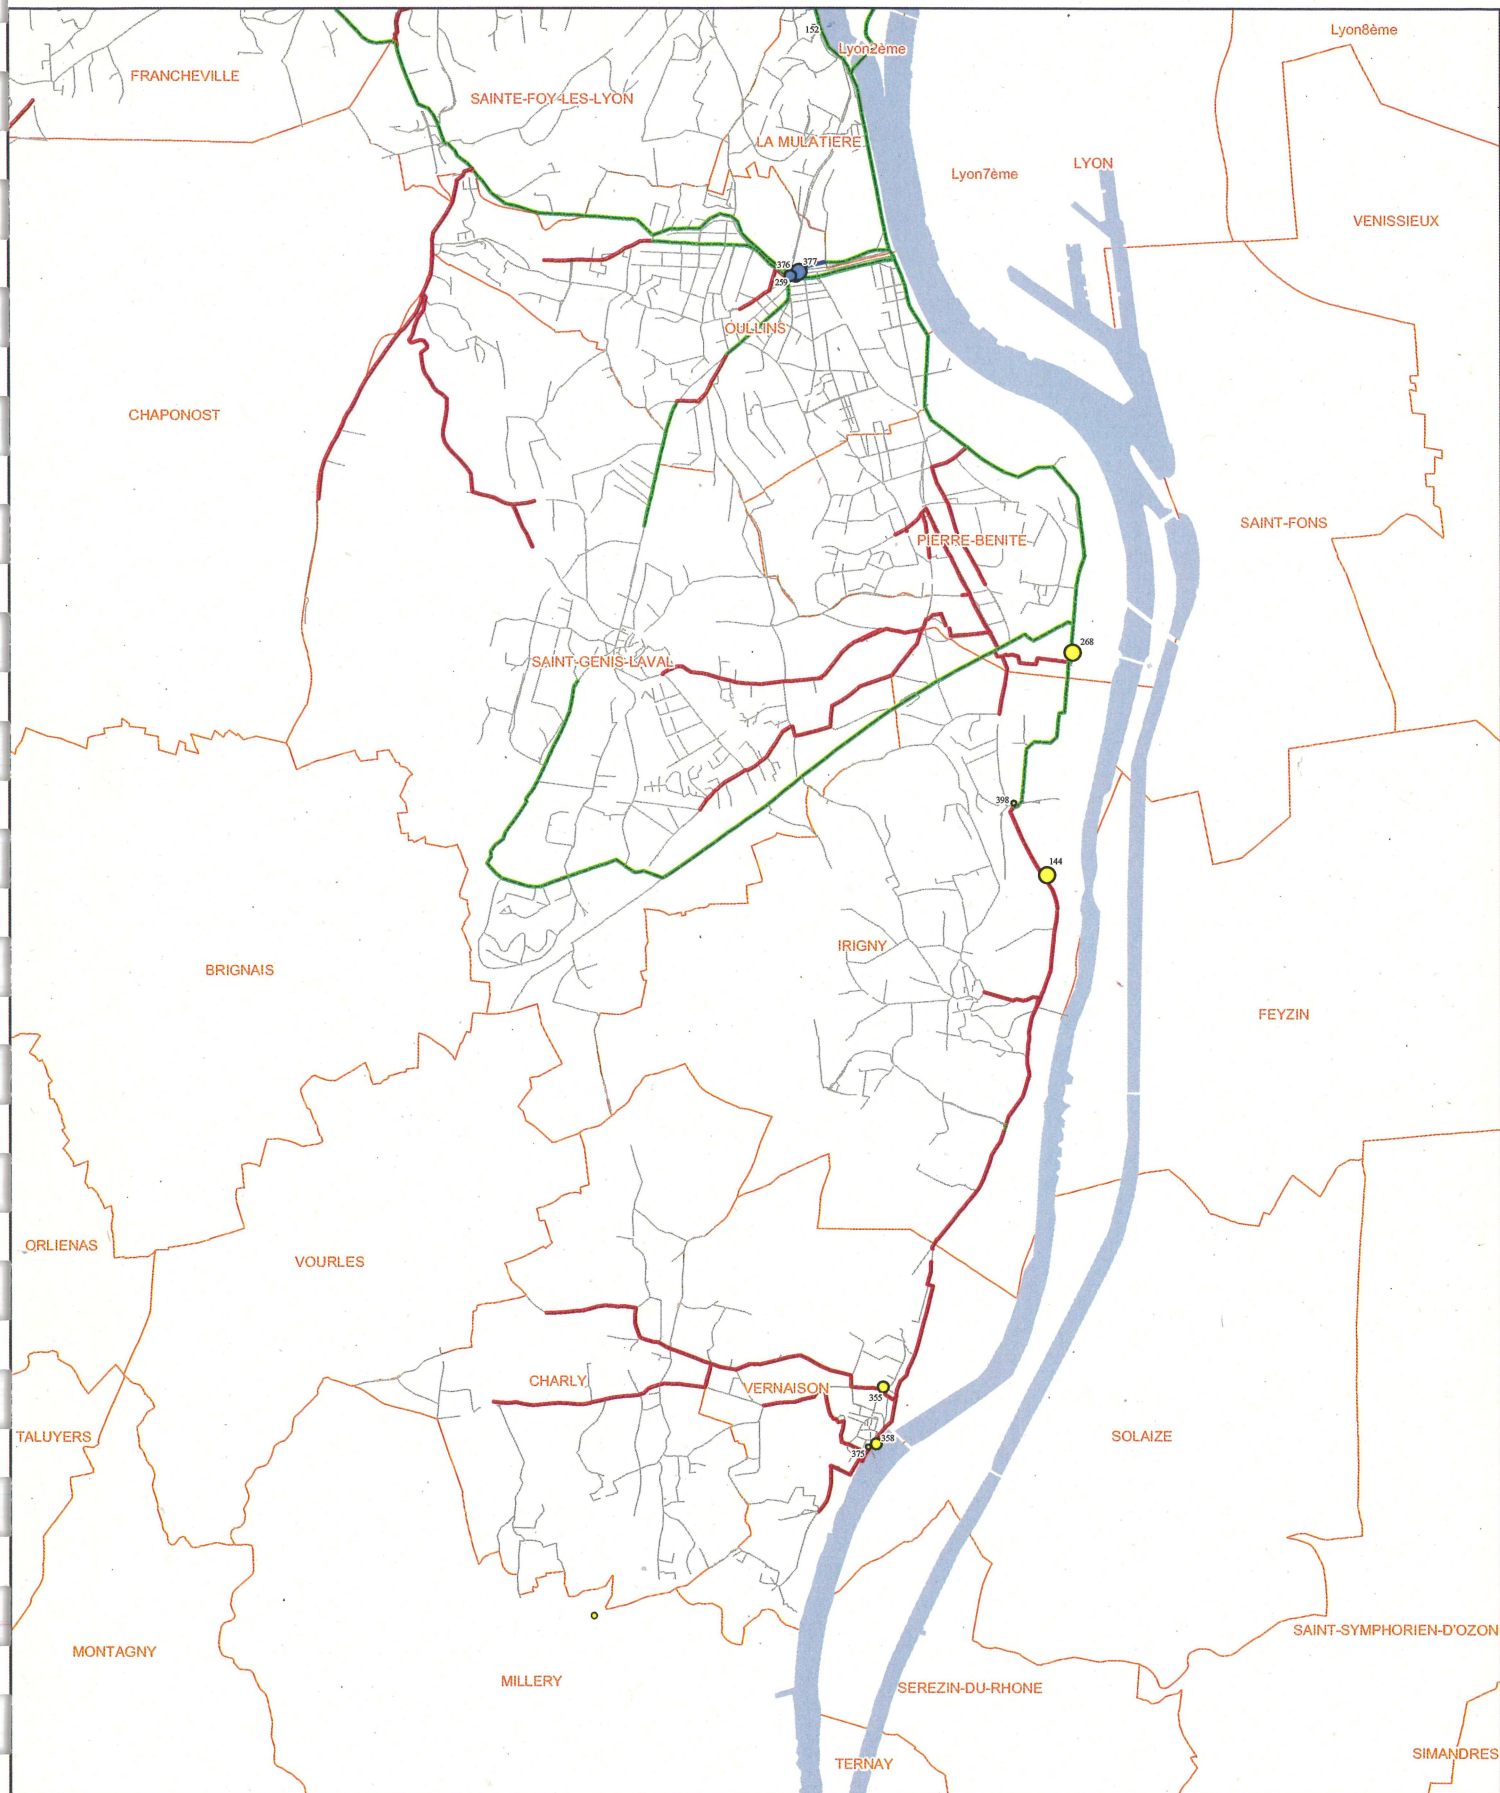 152
Lyon8ème
Lyon2ème
FRANCHEVILLE
SAINTE-FOY-LES-LYON
LA MULATIERE
LYON
Lyon7ème
VENISSIEUX
376
377
259
OULLINS
CHAPONOST
SAINT-FONS
PIERRE-BENITE
268
SAINT-GENIS-LAVAL
398
144
IRIGNY
BRIGNAIS
FEYZIN
ORLIENAS
VOURLES
CHARLY
VERNAISON
355
TALUYERS
SOLAIZE
358
375
SAINT-SYMPHORIEN-D'OZON
MONTAGNY
MILLERY
SEREZIN-DU-RHONE
SIMANDRES
TERNAY